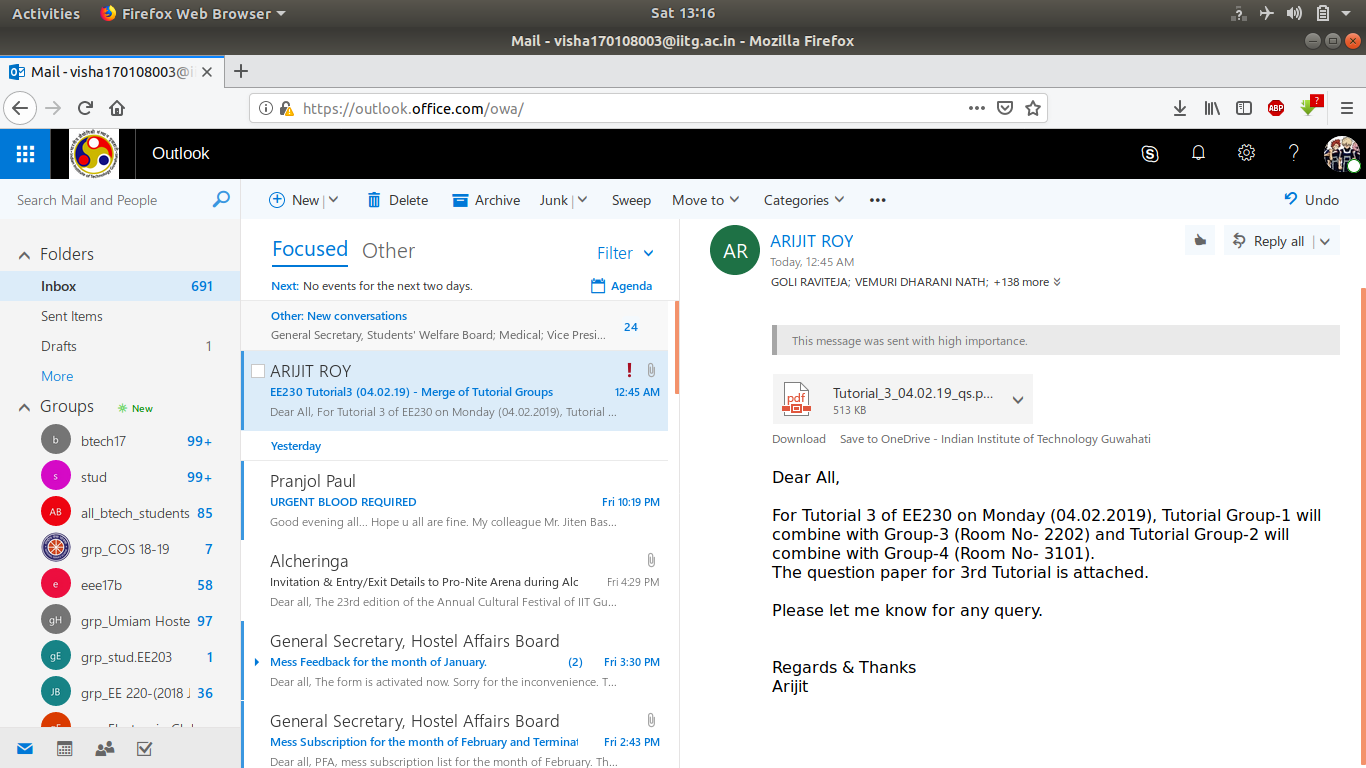 Activities
Firefox Web Browser
Sat 13:16
Mail - visha170108003@iitg.ac.in - Mozilla Firefox
Mail - visha170108003@ii
https://outlook.office.com/owa/
ABP
?
Outlook
Search Mail and People
New
Delete
Archive
Junk
Sweep
Move to
Categories
Undo
Folders
Inbox 691
Sent Items
Drafts 1
More
Groups New
b btech17 99+
s stud 99+
AB all_btech_students 85
grp_COS 18-19 7
e eee17b 58
gH grp_Umiam Hoste 97
gE grp_stud.EE203 1
JB grp_EE 220-(2018 J 36
Focused Other Filter
Next: No events for the next two days. Agenda
Other: New conversations
General Secretary, Students' Welfare Board; Medical; Vice Presi... 24
ARIJIT ROY
EE230 Tutorial3 (04.02.19) - Merge of Tutorial Groups 12:45 AM
Dear All, For Tutorial 3 of EE230 on Monday (04.02.2019), Tutorial ...
Yesterday
Pranjol Paul
URGENT BLOOD REQUIRED Fri 10:19 PM
Good evening all... Hope u all are fine. My colleague Mr. Jiten Bas...
Alcheringa
Invitation & Entry/Exit Details to Pro-Nite Arena during Alc Fri 4:29 PM
Dear all, The 23rd edition of the Annual Cultural Festival of IIT Gu...
General Secretary, Hostel Affairs Board
Mess Feedback for the month of January. (2) Fri 3:30 PM
Dear all, The form is activated now. Sorry for the inconvenience. T...
General Secretary, Hostel Affairs Board
Mess Subscription for the month of February and Terminat Fri 2:43 PM
Dear all, PFA, mess subscription list for the month of February. Th...
AR
ARIJIT ROY
Reply all
Today, 12:45 AM
GOLI RAVITEJA; VEMURI DHARANI NATH; +138 more
This message was sent with high importance.
pdf
Tutorial_3_04.02.19_qs.p...
513 KB
Download Save to OneDrive - Indian Institute of Technology Guwahati
Dear All,
For Tutorial 3 of EE230 on Monday (04.02.2019), Tutorial Group-1 will
combine with Group-3 (Room No- 2202) and Tutorial Group-2 will
combine with Group-4 (Room No- 3101).
The question paper for 3rd Tutorial is attached.
Please let me know for any query.
Regards & Thanks
Arijit